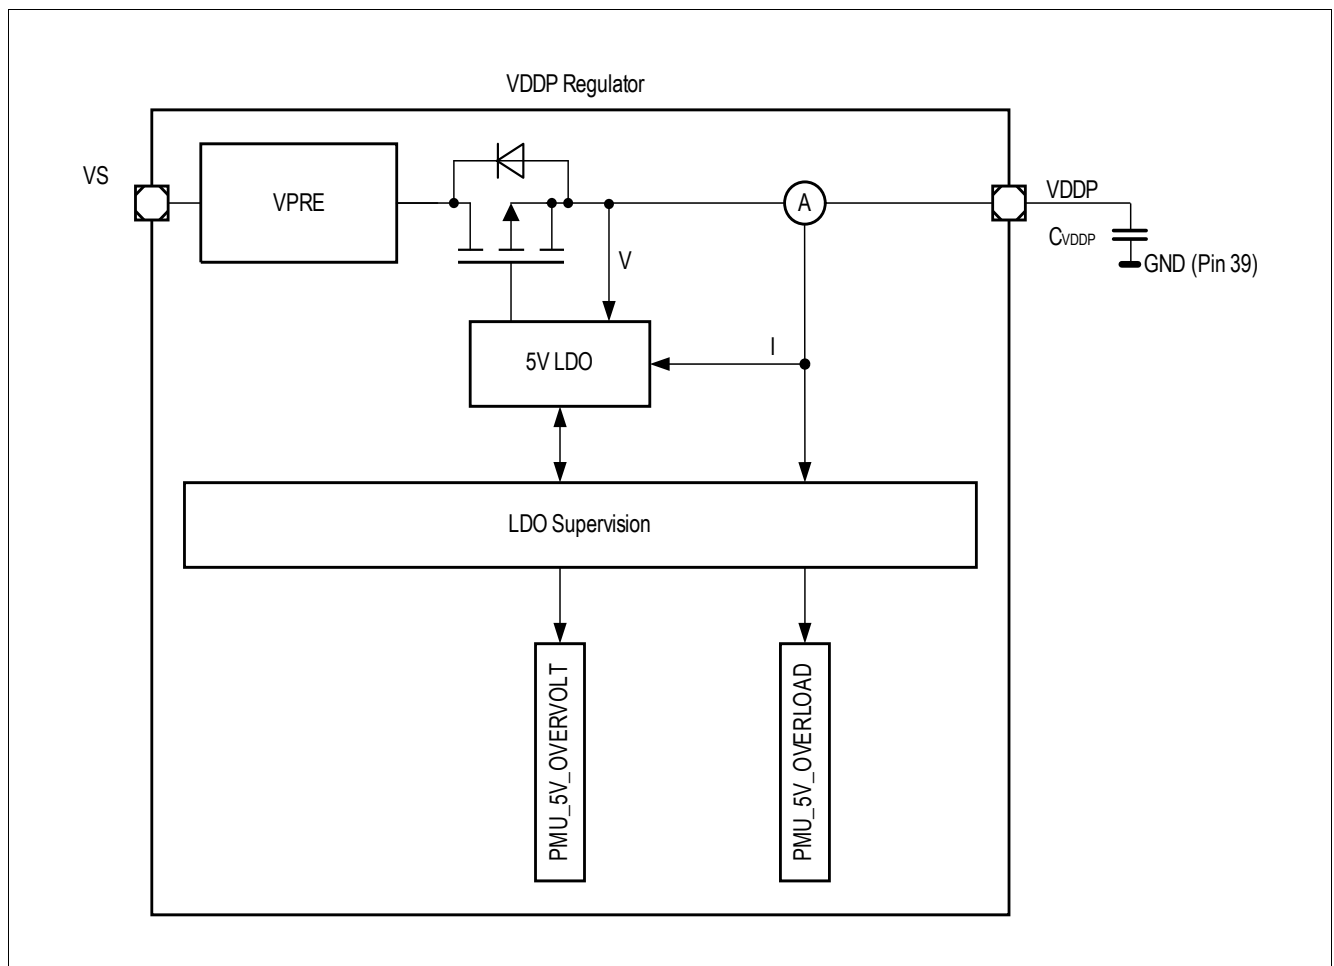 VDDP Regulator
VS
VPRE
A
VDDP
CVDDP
GND (Pin 39)
V
5V LDO
I
LDO Supervision
PMU_5V_OVERVOLT
PMU_5V_OVERLOAD